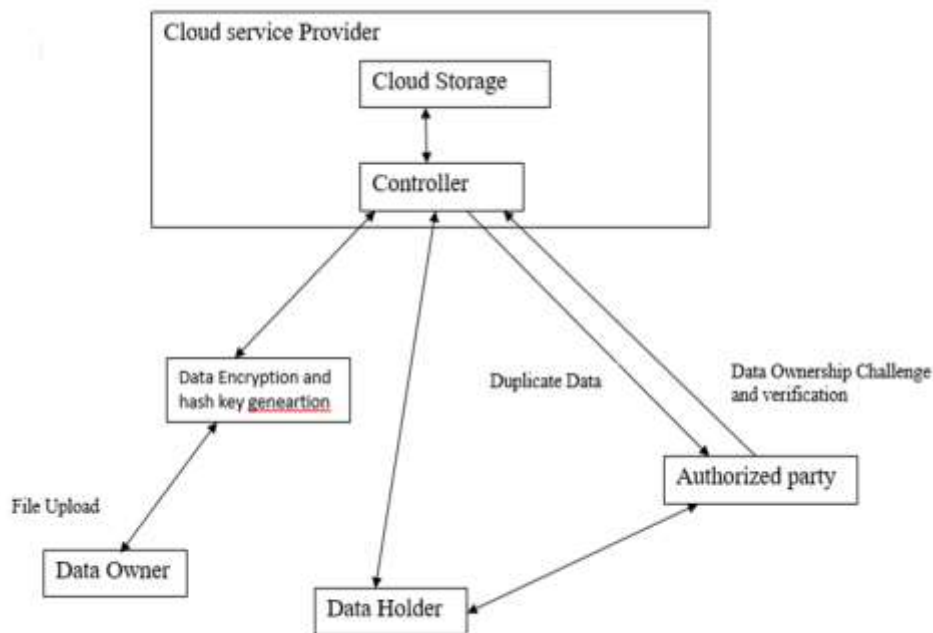 Cloud service Provider
Cloud Storage
Controller
Data Encryption and
hash key geneartion
Duplicate Data
Data Ownership Challenge
and verification
Authorized party
File Upload
Data Owner
Data Holder